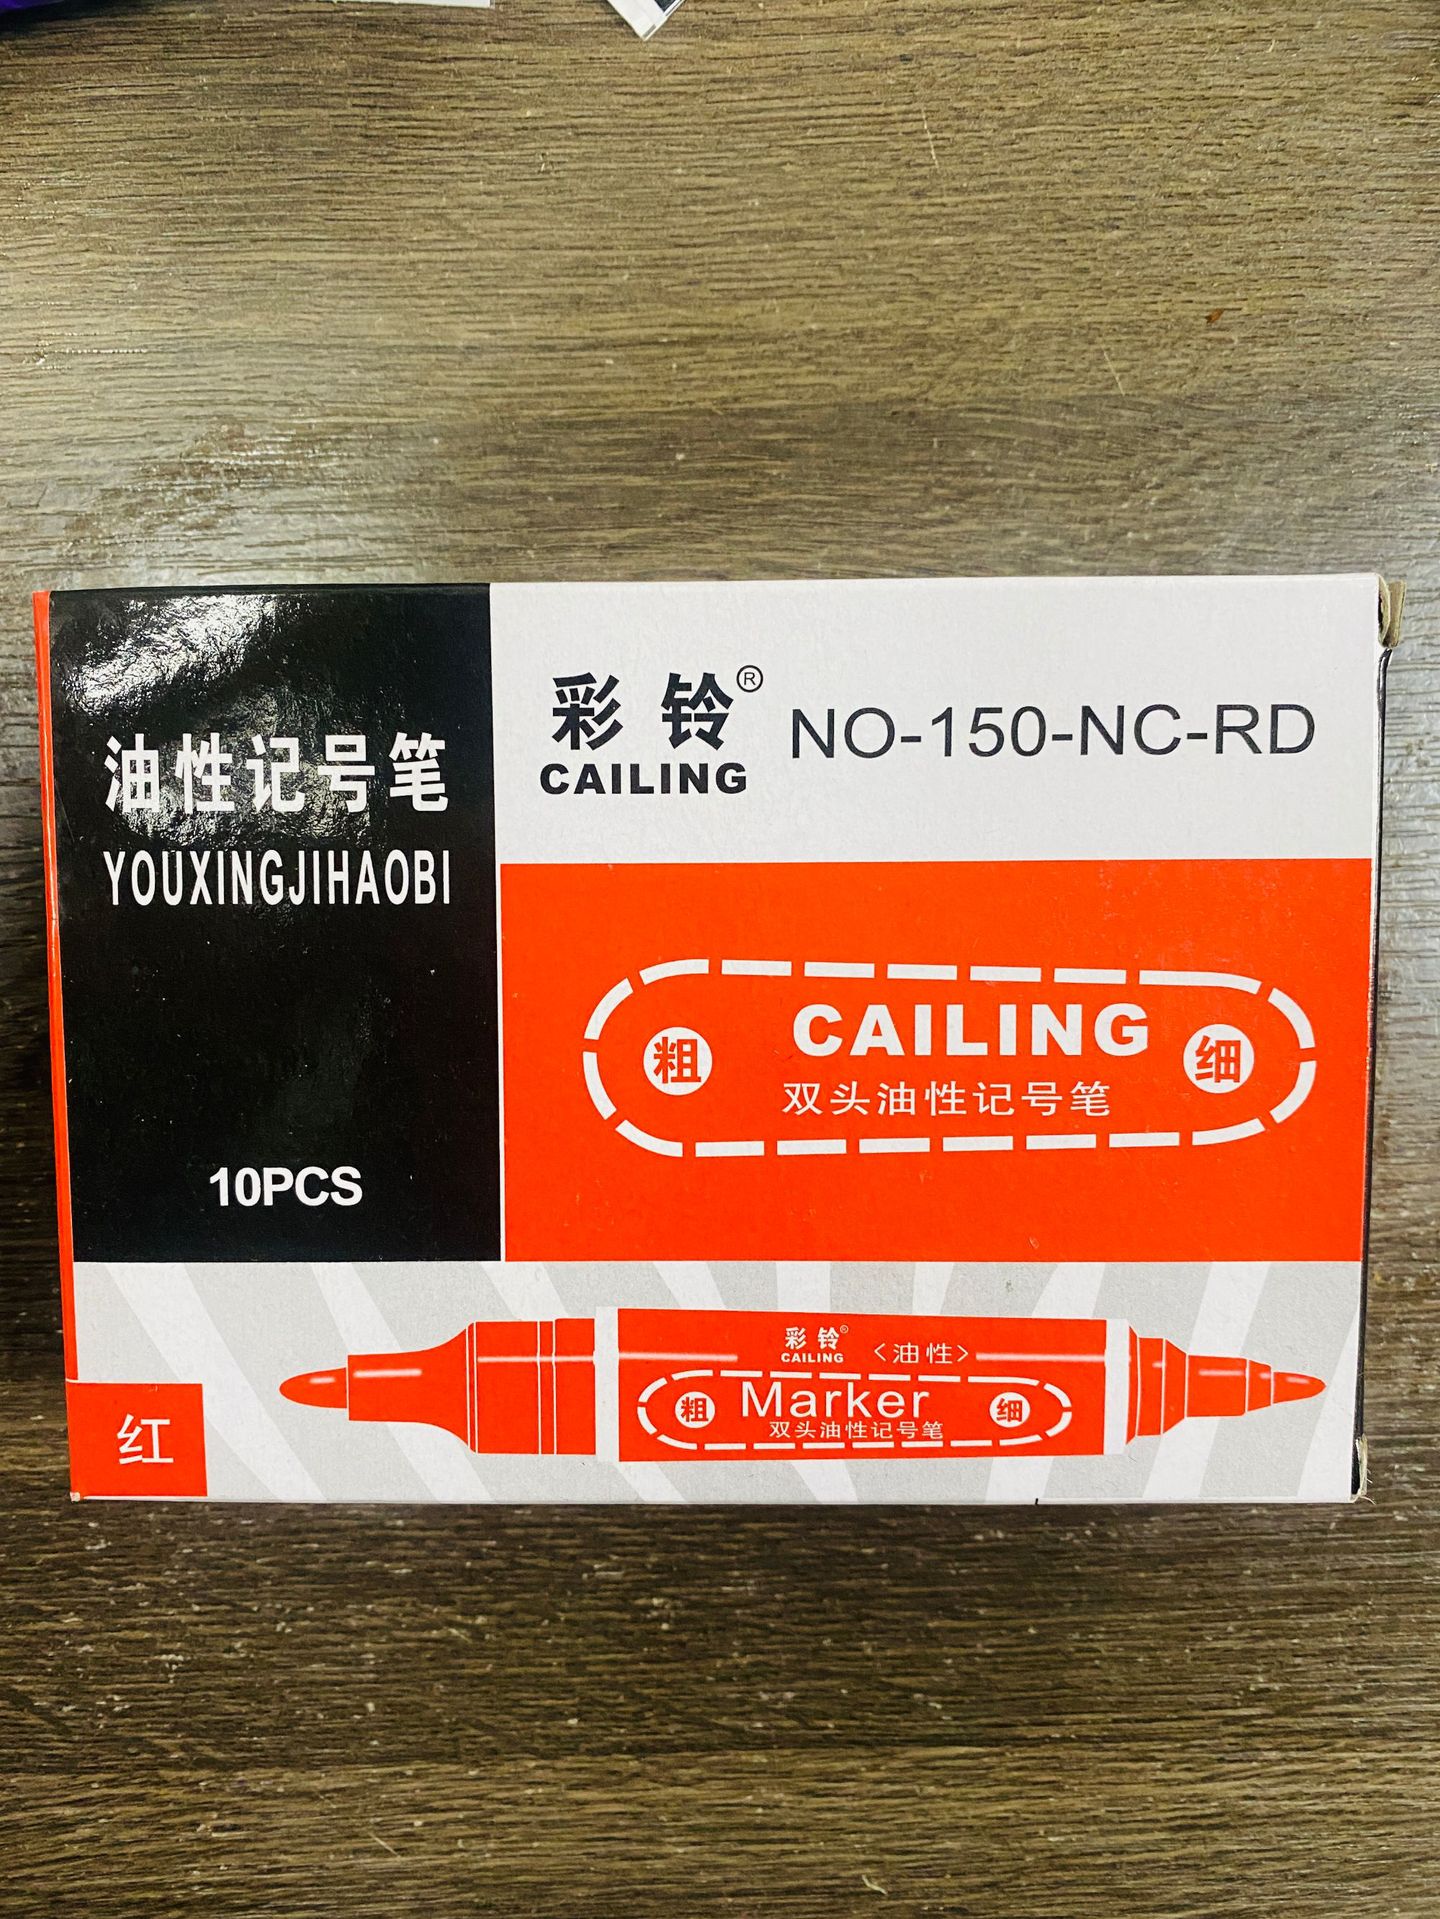 油性记号笔
YOUXINGJIHAOBI
10PCS
彩铃®
CAILING
NO-150-NC-RD
粗
CAILING
双头油性记号笔
细
红
彩铃®
CAILING
<油性>
粗
Marker
双头油性记号笔
细